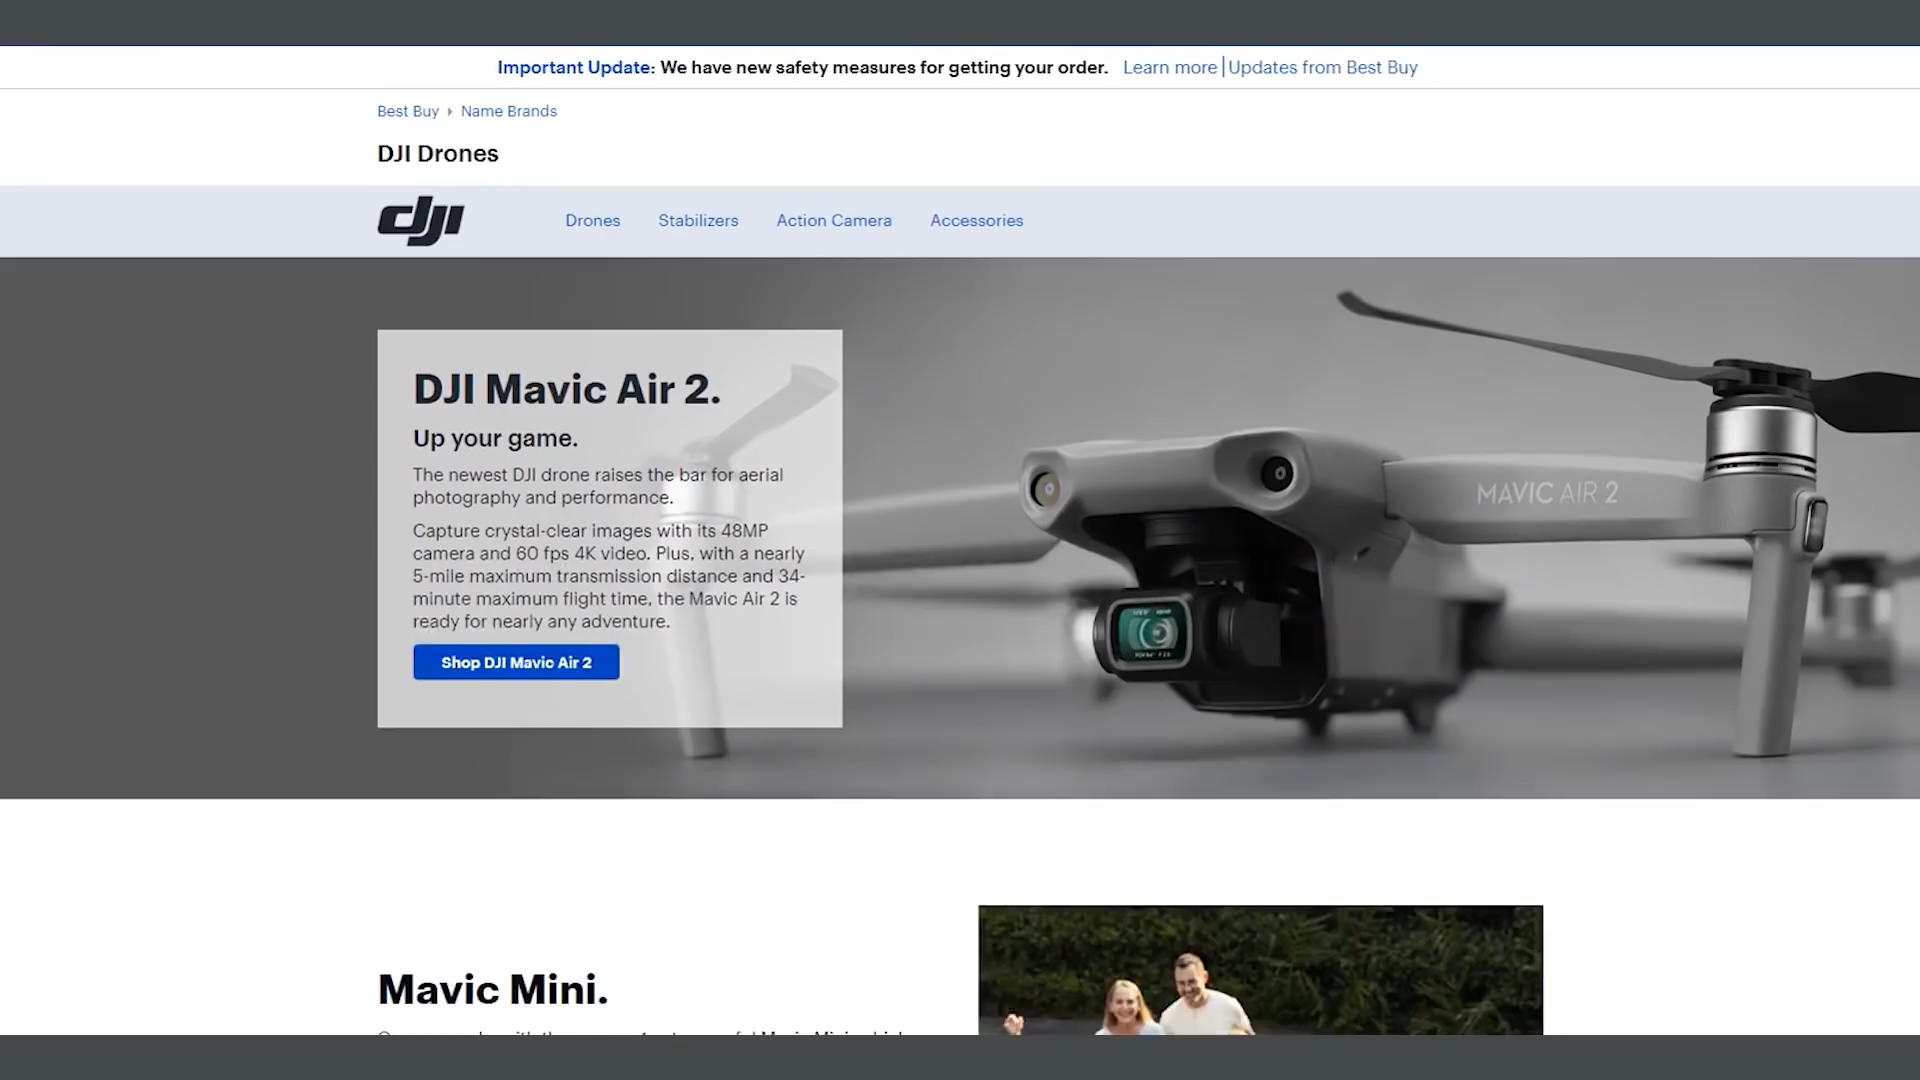 Important Update: We have new safety measures for getting your order. Learn more | Updates from Best Buy
Best Buy Name Brands
DJI Drones
dji Drones Stabilizers Action Camera Accessories
DJI Mavic Air 2.
Up your game.
The newest DJI drone raises the bar for aerial
photography and performance.
Capture crystal-clear images with its 48MP
camera and 60 fps 4K video. Plus, with a nearly
5-mile maximum transmission distance and 34-
minute maximum flight time, the Mavic Air 2 is
ready for nearly any adventure.
Shop DJI Mavic Air 2
MAVIC AIR 2
Mavic Mini.